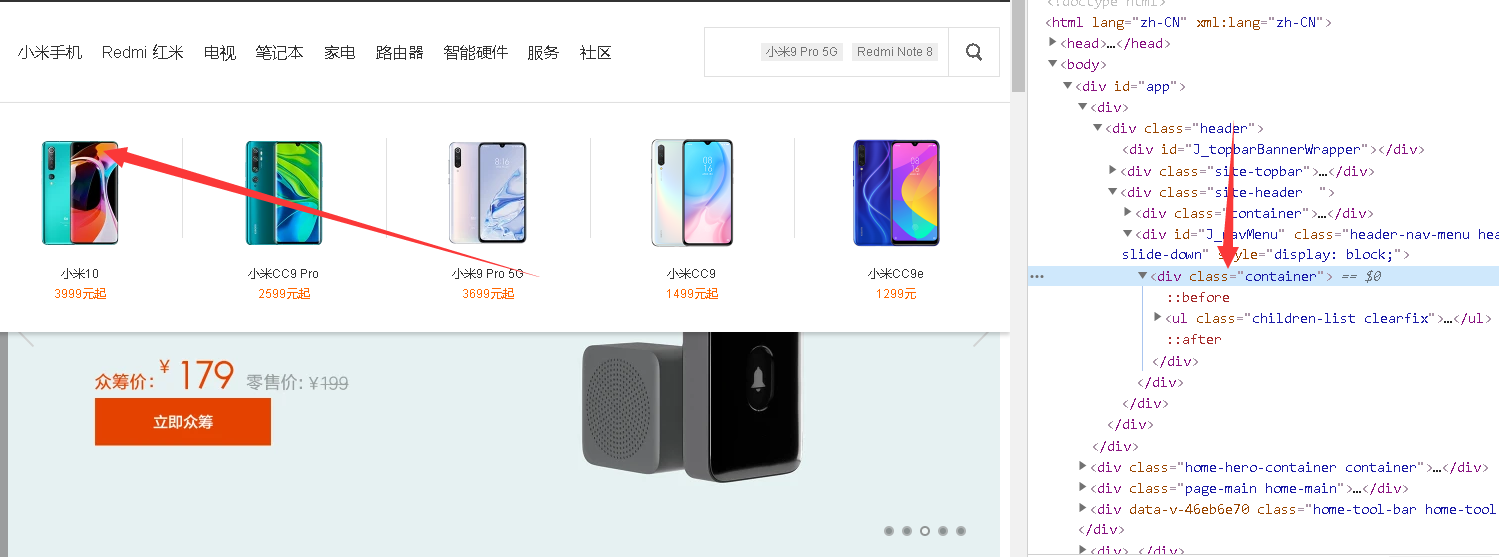 小米手机 Redmi 红米 电视 笔记本 家电 路由器 智能硬件 服务 社区 小米9 Pro 5G Redmi Note 8
小米10 小米CC9 Pro 小米9 Pro 5G 小米CC9 小米CC9e
3999元起 2599元起 3699元起 1499元起 1299元
众筹价: ¥ 179 零售价: ¥199
立即众筹
<!doctype html>
<html lang="zh-CN" xml:lang="zh-CN">
<head>…</head>
<body>
<div id="app">
<div>
<div class="header">
<div id="J_topbarBannerWrapper"></div>
<div class="site-topbar">…</div>
<div class="site-header  ">
<div class="container">…</div>
<div id="J_navMenu" class="header-nav-menu hea
slide-down" style="display: block;">
<div class="container"> == $0
::before
<ul class="children-list clearfix">…</ul>
::after
</div>
</div>
</div>
</div>
</div>
<div class="home-hero-container container">…</div>
<div class="page-main home-main">…</div>
<div data-v-46eb6e70 class="home-tool-bar home-tool
</div>
<div>…</div>